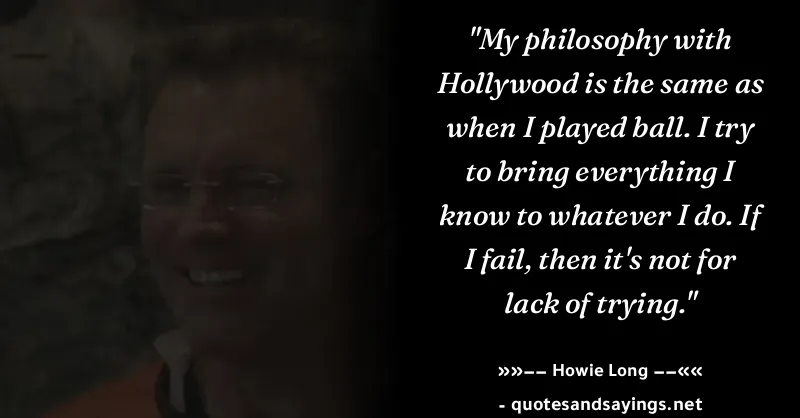 "My philosophy with
Hollywood is the same as
when I played ball. I try
to bring everything I
know to whatever I do. If
I fail, then it's not for
lack of trying."
»»–– Howie Long ––««
- quotesandsayings.net